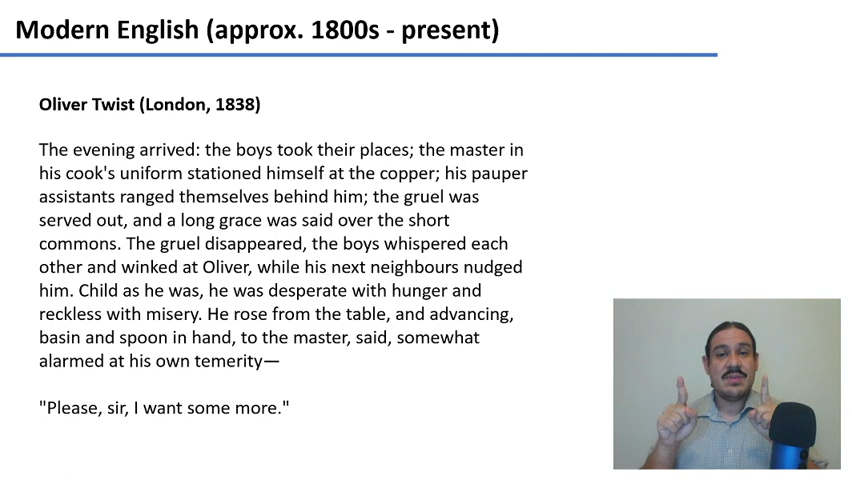 Modern English (approx. 1800s - present)
Oliver Twist (London, 1838)
The evening arrived: the boys took their places; the master in
his cook's uniform stationed himself at the copper; his pauper
assistants ranged themselves behind him; the gruel was
served out, and a long grace was said over the short
commons. The gruel disappeared, the boys whispered each
other and winked at Oliver, while his next neighbours nudged
him. Child as he was, he was desperate with hunger and
reckless with misery. He rose from the table, and advancing,
basin and spoon in hand, to the master, said, somewhat
alarmed at his own temerity—
"Please, sir, I want some more."